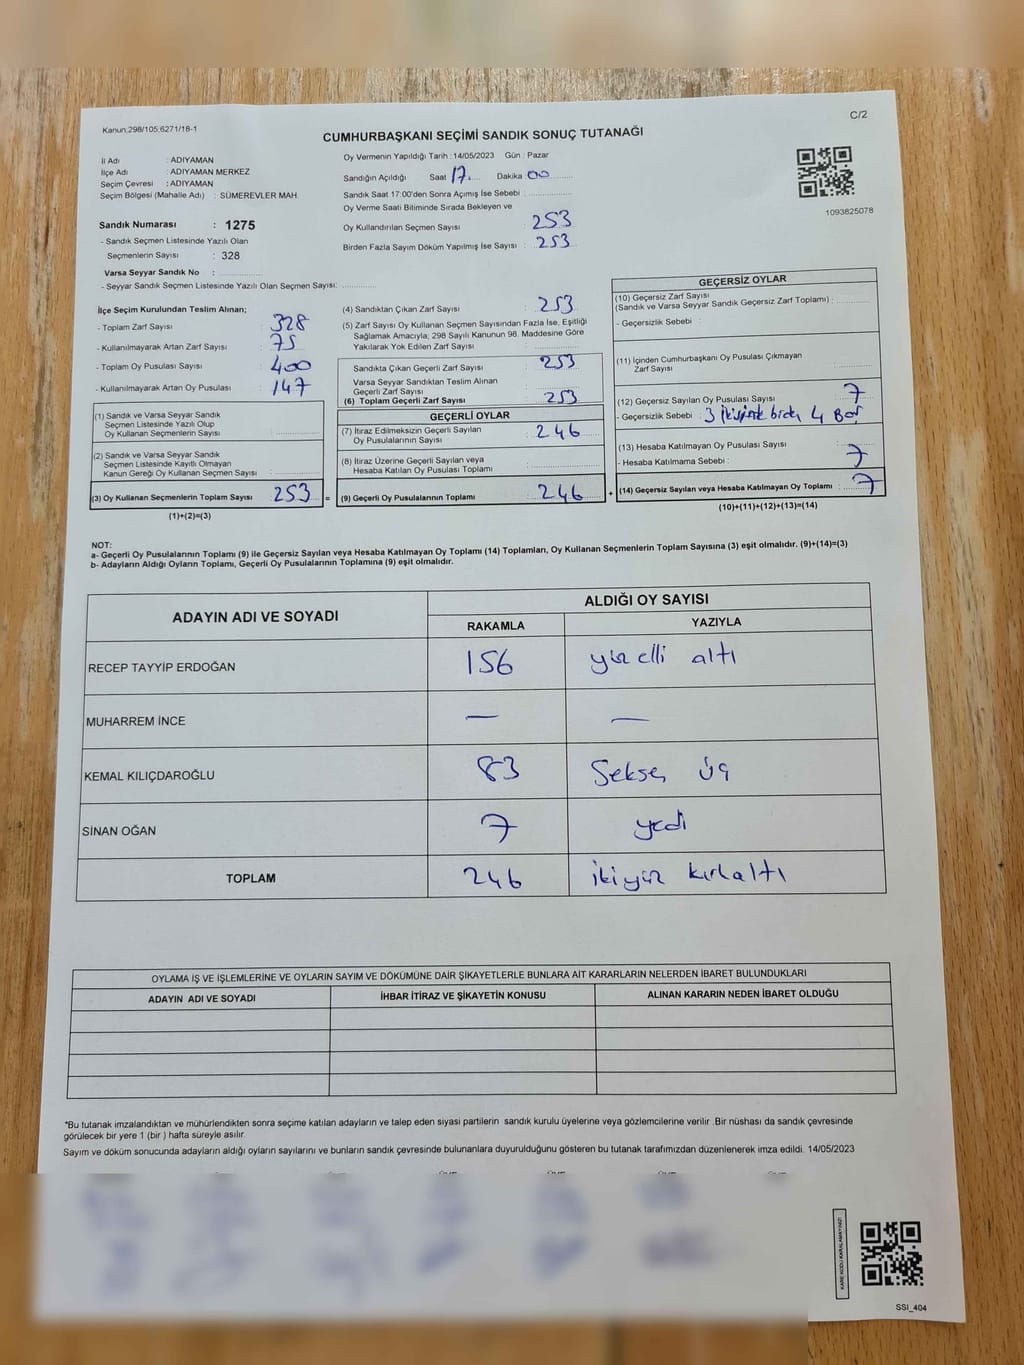 Kanun:298/105;6271/18-1
C/2
CUMHURBAŞKANI SEÇİMİ SANDIK SONUÇ TUTANAĞI
İl Adı : ADIYAMAN
İlçe Adı : ADIYAMAN MERKEZ
Seçim Çevresi : ADIYAMAN
Seçim Bölgesi (Mahalle Adı) : SÜMEREVLER MAH.
Sandık Numarası : 1275
- Sandık Seçmen Listesinde Yazılı Olan
Seçmenlerin Sayısı : 328
Varsa Seyyar Sandık No :
- Seyyar Sandık Seçmen Listesinde Yazılı Olan Seçmen Sayısı:
Oy Vermenin Yapıldığı Tarih : 14/05/2023 Gün : Pazar
Sandığın Açıldığı Saat 17 Dakika 00
Sandık Saat 17:00'den Sonra Açımış İse Sebebi :
Oy Verme Saati Bitiminde Sırada Bekleyen ve
Oy Kullandırılan Seçmen Sayısı : 253
Birden Fazla Sayım Döküm Yapılmış İse Sayısı : 253
1093825078
İlçe Seçim Kurulundan Teslim Alınan;
- Toplam Zarf Sayısı : 328
- Kullanılmayarak Artan Zarf Sayısı : 75
- Toplam Oy Pusulası Sayısı : 400
- Kullanılmayarak Artan Oy Pusulası : 147
(1) Sandık ve Varsa Seyyar Sandık
Seçmen Listesinde Yazılı Olup
Oy Kullanan Seçmenlerin Sayısı :
(2) Sandık ve Varsa Seyyar Sandık
Seçmen Listesinde Kayıtlı Olmayan
Kanun Gereği Oy Kullanan Seçmen Sayısı :
(3) Oy Kullanan Seçmenlerin Toplam Sayısı : 253
(1)+(2)=(3)
(4) Sandıktan Çıkan Zarf Sayısı : 253
(5) Zarf Sayısı Oy Kullanan Seçmen Sayısından Fazla İse, Eşitliği
Sağlamak Amacıyla; 298 Sayılı Kanunun 98. Maddesine Göre
Yakılarak Yok Edilen Zarf Sayısı :
Sandıkta Çıkan Geçerli Zarf Sayısı : 253
Varsa Seyyar Sandıktan Teslim Alınan
Geçerli Zarf Sayısı :
(6) Toplam Geçerli Zarf Sayısı : 253
GEÇERLİ OYLAR
(7) İtiraz Edilmeksizin Geçerli Sayılan
Oy Pusulalarının Sayısı : 246
(8) İtiraz Üzerine Geçerli Sayılan veya
Hesaba Katılan Oy Pusulası Toplamı :
= (9) Geçerli Oy Pusulalarının Toplamı : 246
GEÇERSİZ OYLAR
(10) Geçersiz Zarf Sayısı
(Sandık ve Varsa Seyyar Sandık Geçersiz Zarf Toplamı) :
- Geçersizlik Sebebi :
(11) İçinden Cumhurbaşkanı Oy Pusulası Çıkmayan
Zarf Sayısı :
(12) Geçersiz Sayılan Oy Pusulası Sayısı : 7
- Geçersizlik Sebebi : 3 4 Boş
(13) Hesaba Katılmayan Oy Pusulası Sayısı :
- Hesaba Katılmama Sebebi : 7
+ (14) Geçersiz Sayılan veya Hesaba Katılmayan Oy Toplamı : 7
(10)+(11)+(12)+(13)=(14)
NOT:
a- Geçerli Oy Pusulalarının Toplamı (9) ile Geçersiz Sayılan veya Hesaba Katılmayan Oy Toplamı (14) Toplamları, Oy Kullanan Seçmenlerin Toplam Sayısına (3) eşit olmalıdır. (9)+(14)=(3)
b- Adayların Aldığı Oyların Toplamı, Geçerli Oy Pusulalarının Toplamına (9) eşit olmalıdır.
ADAYIN ADI VE SOYADI
ALDIĞI OY SAYISI
RAKAMLA YAZIYLA
RECEP TAYYİP ERDOĞAN 156 yüz elli altı
MUHARREM İNCE — —
KEMAL KILIÇDAROĞLU 83 Seksen üç
SİNAN OĞAN 7 yedi
TOPLAM 246 ikiyüz kırkaltı
OYLAMA İŞ VE İŞLEMLERİNE VE OYLARIN SAYIM VE DÖKÜMÜNE DAİR ŞİKAYETLERLE BUNLARA AİT KARARLARIN NELERDEN İBARET BULUNDUKLARI
ADAYIN ADI VE SOYADI İHBAR İTİRAZ VE ŞİKAYETİN KONUSU ALINAN KARARIN NEDEN İBARET OLDUĞU
*Bu tutanak imzalandıktan ve mühürlendikten sonra seçime katılan adayların ve talep eden siyasi partilerin sandık kurulu üyelerine veya gözlemcilerine verilir. Bir nüshası da sandık çevresinde
görülecek bir yere 1 (bir) hafta süreyle asılır.
Sayım ve döküm sonucunda adayların aldığı oyların sayılarını ve bunların sandık çevresinde bulunanlara duyurulduğunu gösteren bu tutanak tarafımızdan düzenlenerek imza edildi. 14/05/2023
KARE KODU KARALAMAYINIZ!
SSI_404